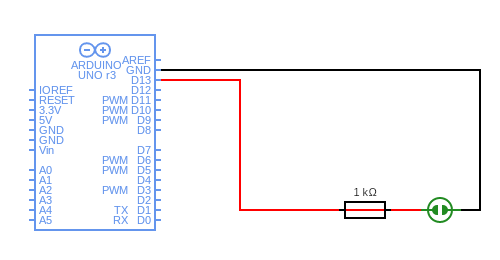 ARDUINO
UNO r3
AREF
GND
D13
D12
IOREF
RESET PWM D11
3.3V PWM D10
5V PWM D9
GND D8
GND
Vin D7
PWM D6
A0 PWM D5
A1 D4
A2 PWM D3
A3 D2
A4 TX D1
A5 RX D0
1 kΩ